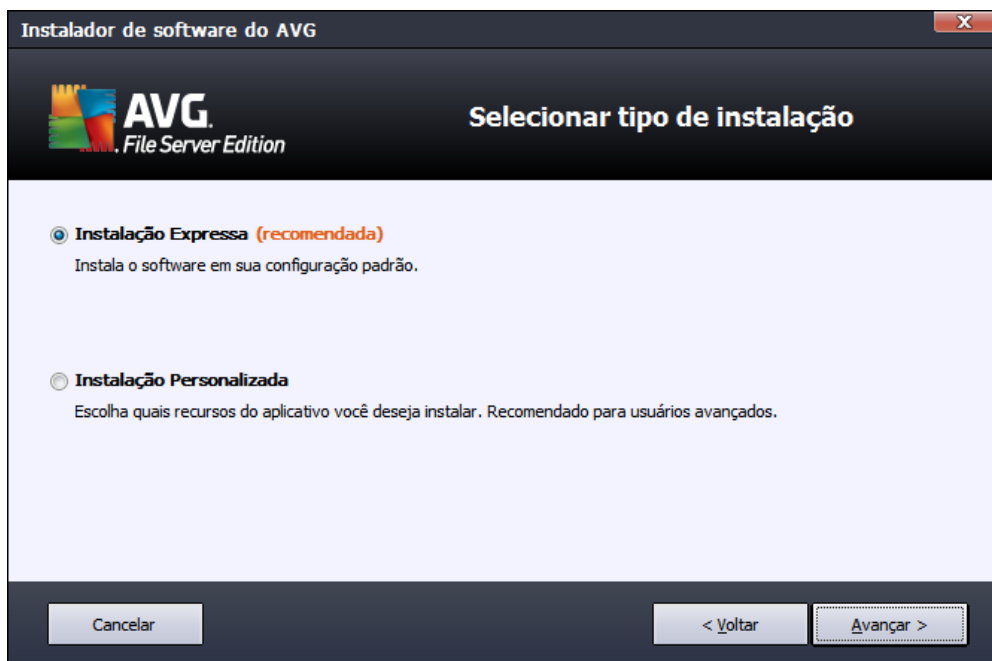 Instalador de software do AVG
X
AVG.
File Server Edition
Selecionar tipo de instalação
Instalação Expressa (recomendada)
Instala o software em sua configuração padrão.
Instalação Personalizada
Escolha quais recursos do aplicativo você deseja instalar. Recomendado para usuários avançados.
Cancelar
< Voltar
Avançar >